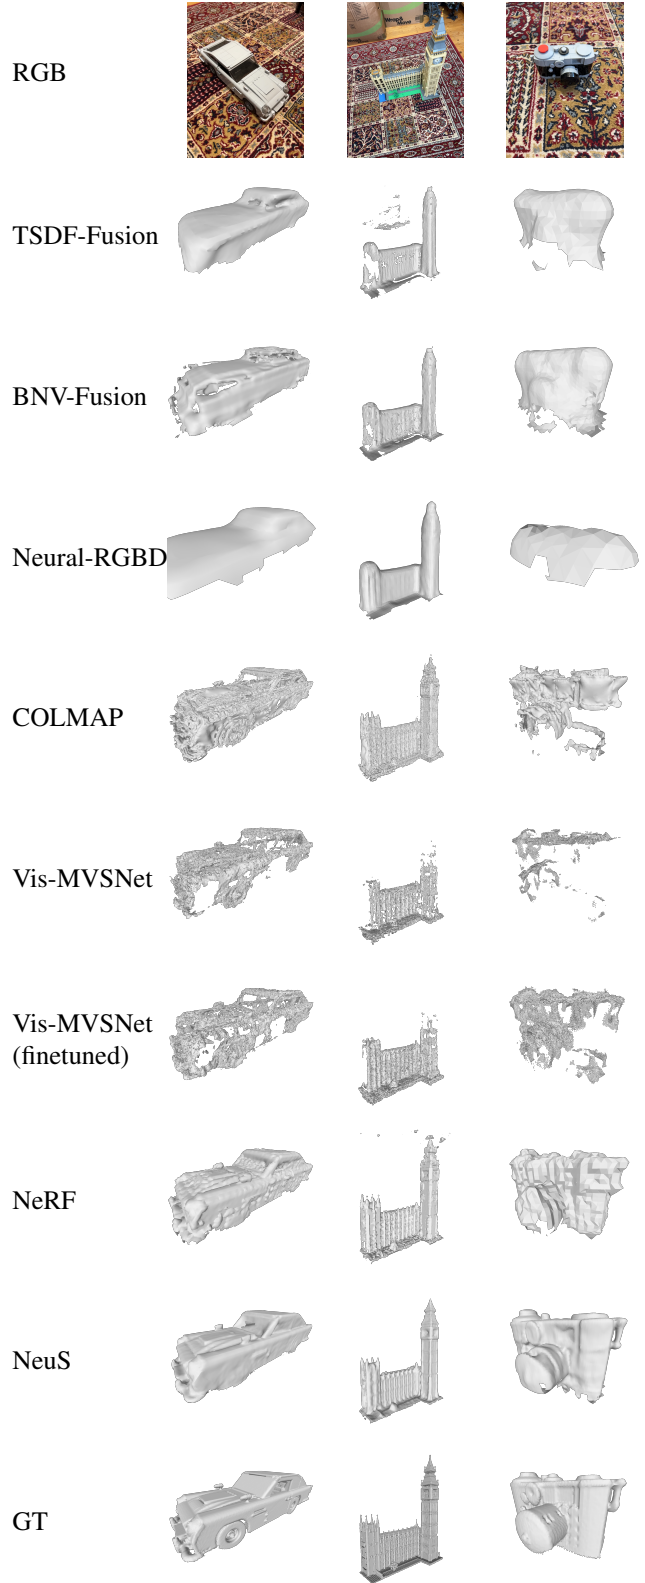 RGB
TSDF-Fusion
BNV-Fusion
Neural-RGBD
COLMAP
Vis-MVSNet
Vis-MVSNet
(finetuned)
NeRF
NeuS
GT